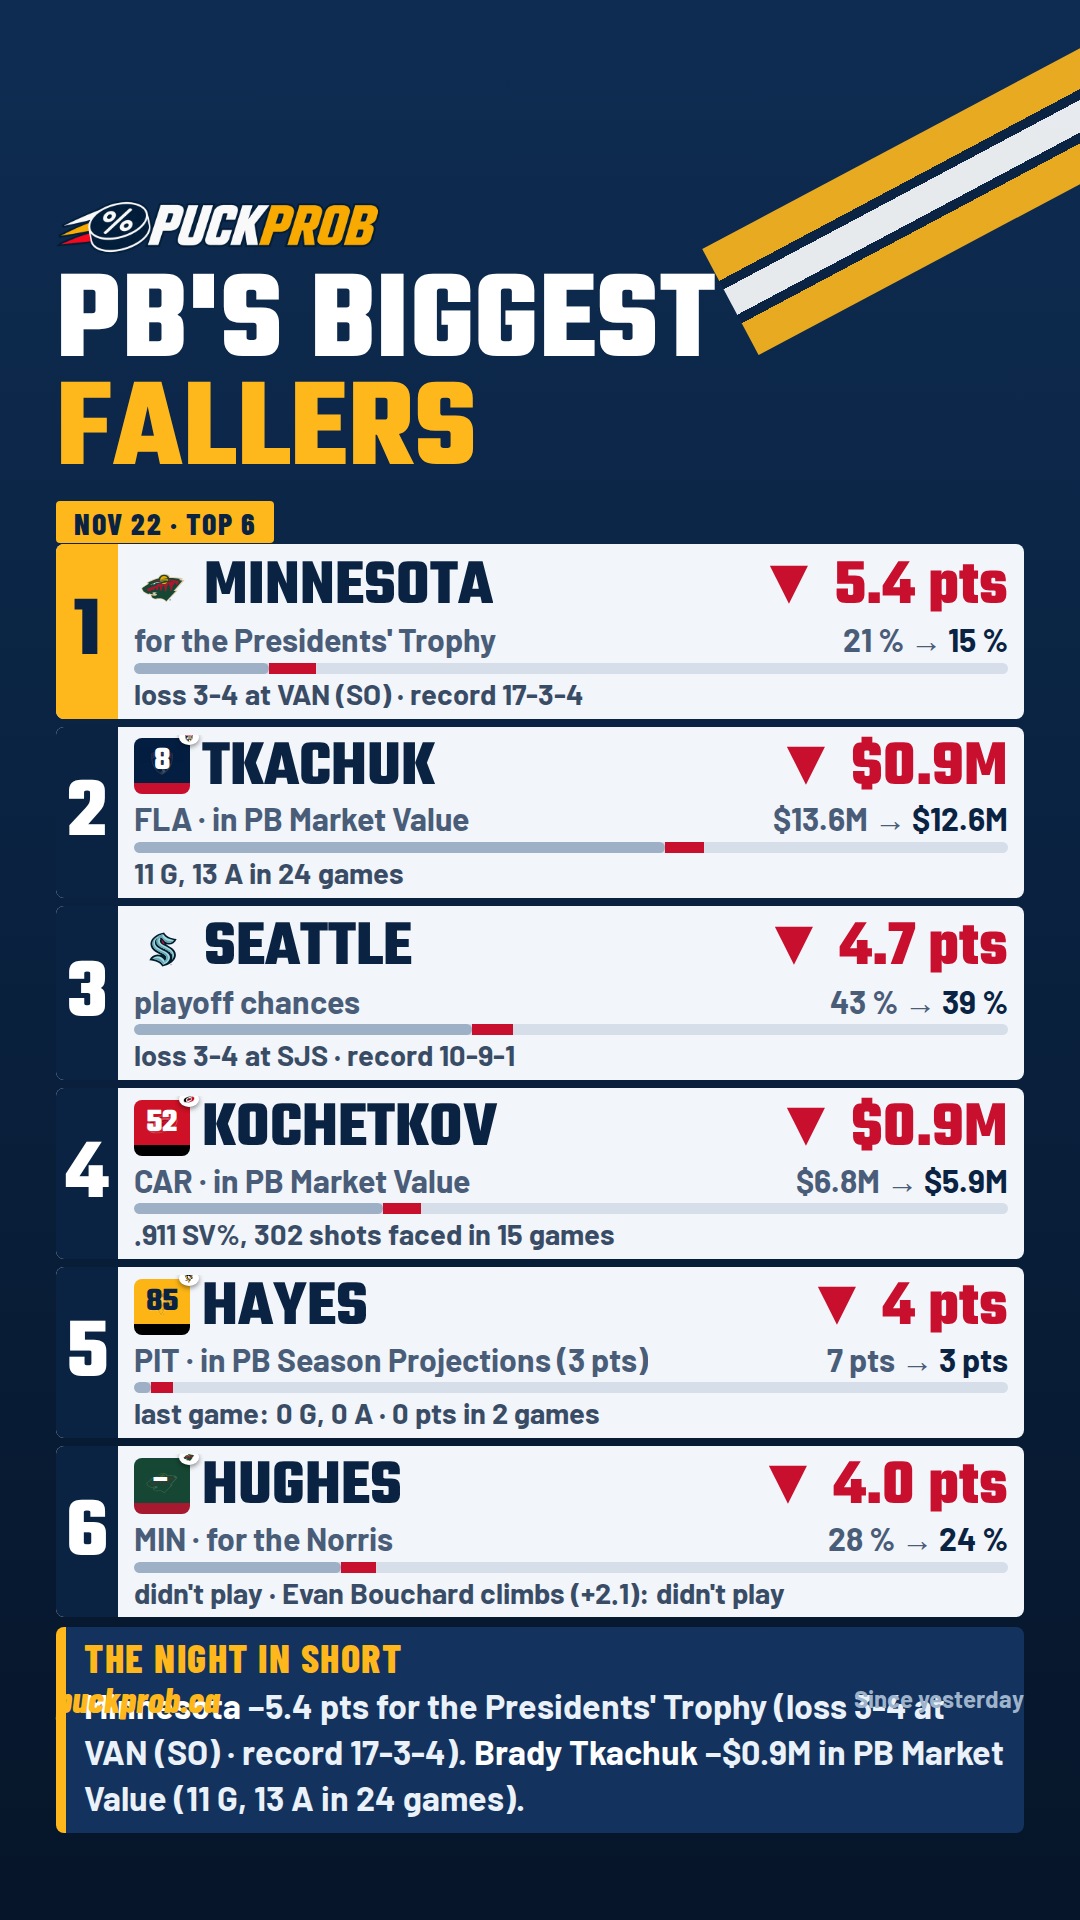 % PUCKPROB
PB'S BIGGEST
FALLERS
NOV 22 · TOP 6
1 MINNESOTA ▼ 5.4 pts
for the Presidents' Trophy 21 % → 15 %
loss 3-4 at VAN (SO) · record 17-3-4
2 8 TKACHUK ▼ $0.9M
FLA · in PB Market Value $13.6M → $12.6M
11 G, 13 A in 24 games
3 SEATTLE ▼ 4.7 pts
playoff chances 43 % → 39 %
loss 3-4 at SJS · record 10-9-1
4 52 KOCHETKOV ▼ $0.9M
CAR · in PB Market Value $6.8M → $5.9M
.911 SV%, 302 shots faced in 15 games
5 85 HAYES ▼ 4 pts
PIT · in PB Season Projections (3 pts) 7 pts → 3 pts
last game: 0 G, 0 A · 0 pts in 2 games
6 – HUGHES ▼ 4.0 pts
MIN · for the Norris 28 % → 24 %
didn't play · Evan Bouchard climbs (+2.1): didn't play
THE NIGHT IN SHORT
puckprob.ca Since yesterday
Minnesota –5.4 pts for the Presidents' Trophy (loss 3-4 at
VAN (SO) · record 17-3-4). Brady Tkachuk –$0.9M in PB Market
Value (11 G, 13 A in 24 games).